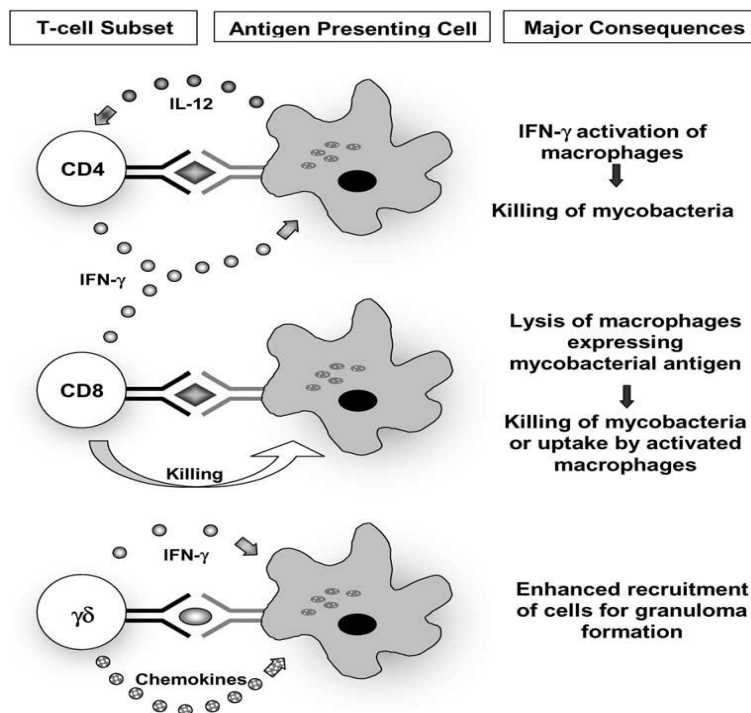 T-cell Subset
Antigen Presenting Cell
Major Consequences
IL-12
CD4
IFN-γ activation of
macrophages
Killing of mycobacteria
IFN-γ
CD8
Lysis of macrophages
expressing
mycobacterial antigen
Killing of mycobacteria
or uptake by activated
macrophages
Killing
IFN-γ
γδ
Enhanced recruitment
of cells for granuloma
formation
Chemokines